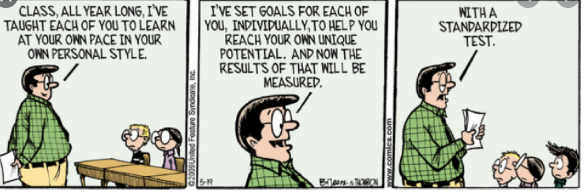 CLASS, ALL YEAR LONG, I'VE
TAUGHT EACH OF YOU TO LEARN
AT YOUR OWN PACE IN YOUR
OWN PERSONAL STYLE.
I'VE SET GOALS FOR EACH OF
YOU, INDIVIDUALLY, TO HELP YOU
REACH YOUR OWN UNIQUE
POTENTIAL. AND NOW THE
RESULTS OF THAT WILL BE
MEASURED.
WITH A
STANDARDIZED
TEST.
United Feature Syndicate, Inc.
5-19
www.comics.com